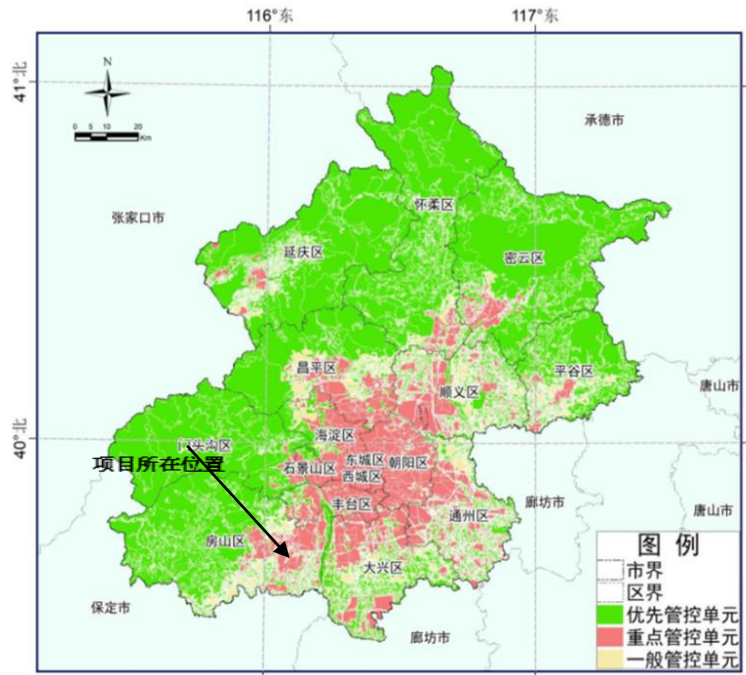 116°东
117°东
41°北
N
0 5 10 20
Km
承德市
张家口市
怀柔区
延庆区
密云区
昌平区
平谷区
顺义区
唐山市
40°北
门头沟区
海淀区
项目所在位置
石景山区
东城区
朝阳区
西城区
丰台区
通州区
廊坊市
唐山市
房山区
大兴区
保定市
廊坊市
图 例
市界
区界
优先管控单元
重点管控单元
一般管控单元